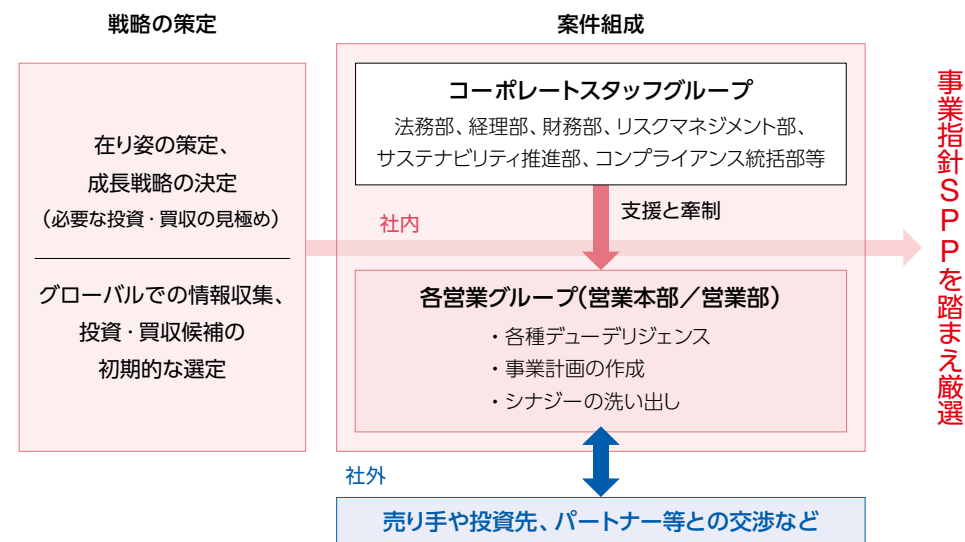 戦略の策定
在り姿の策定、
成長戦略の決定
（必要な投資・買収の見極め）
グローバルでの情報収集、
投資・買収候補の
初期的な選定
案件組成
コーポレートスタッフグループ
法務部、経理部、財務部、リスクマネジメント部、
サステナビリティ推進部、コンプライアンス統括部等
支援と牽制
社内
各営業グループ（営業本部／営業部）
・各種デューデリジェンス
・事業計画の作成
・シナジーの洗い出し
社外
売り手や投資先、パートナー等との交渉など
事業指針SPPを踏まえ厳選